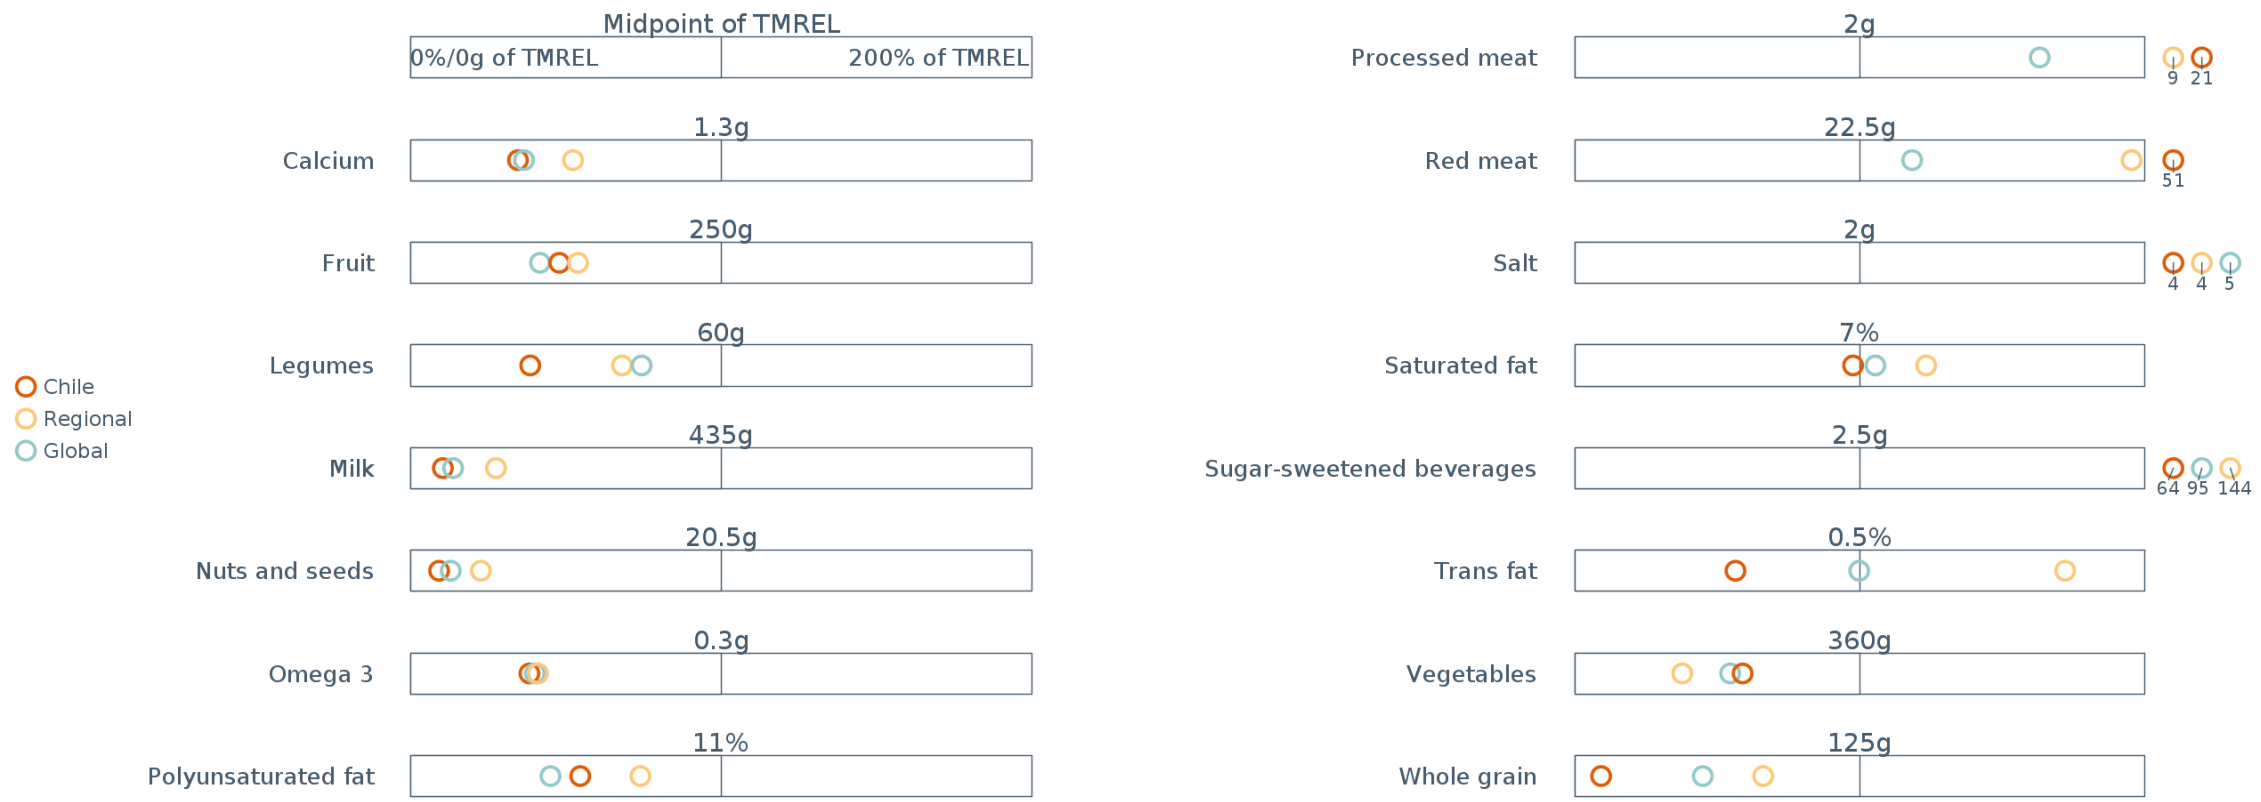 Midpoint of TMREL
0%/0g of TMREL
200% of TMREL
1.3g
Calcium
250g
Fruit
60g
Legumes
435g
Milk
20.5g
Nuts and seeds
0.3g
Omega 3
11%
Polyunsaturated fat
Chile
Regional
Global
2g
Processed meat
9 21
22.5g
Red meat
51
2g
Salt
4 4 5
7%
Saturated fat
2.5g
Sugar-sweetened beverages
64 95 144
0.5%
Trans fat
360g
Vegetables
125g
Whole grain